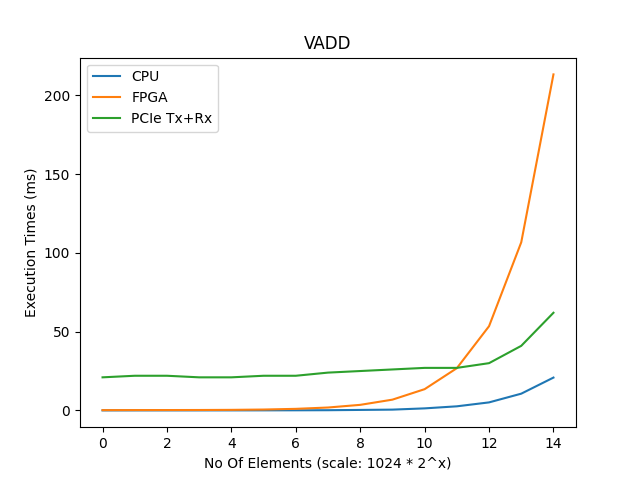 VADD
CPU
FPGA
PCIe Tx+Rx
200
150
100
50
0
Execution Times (ms)
0 2 4 6 8 10 12 14
No Of Elements (scale: 1024 * 2^x)